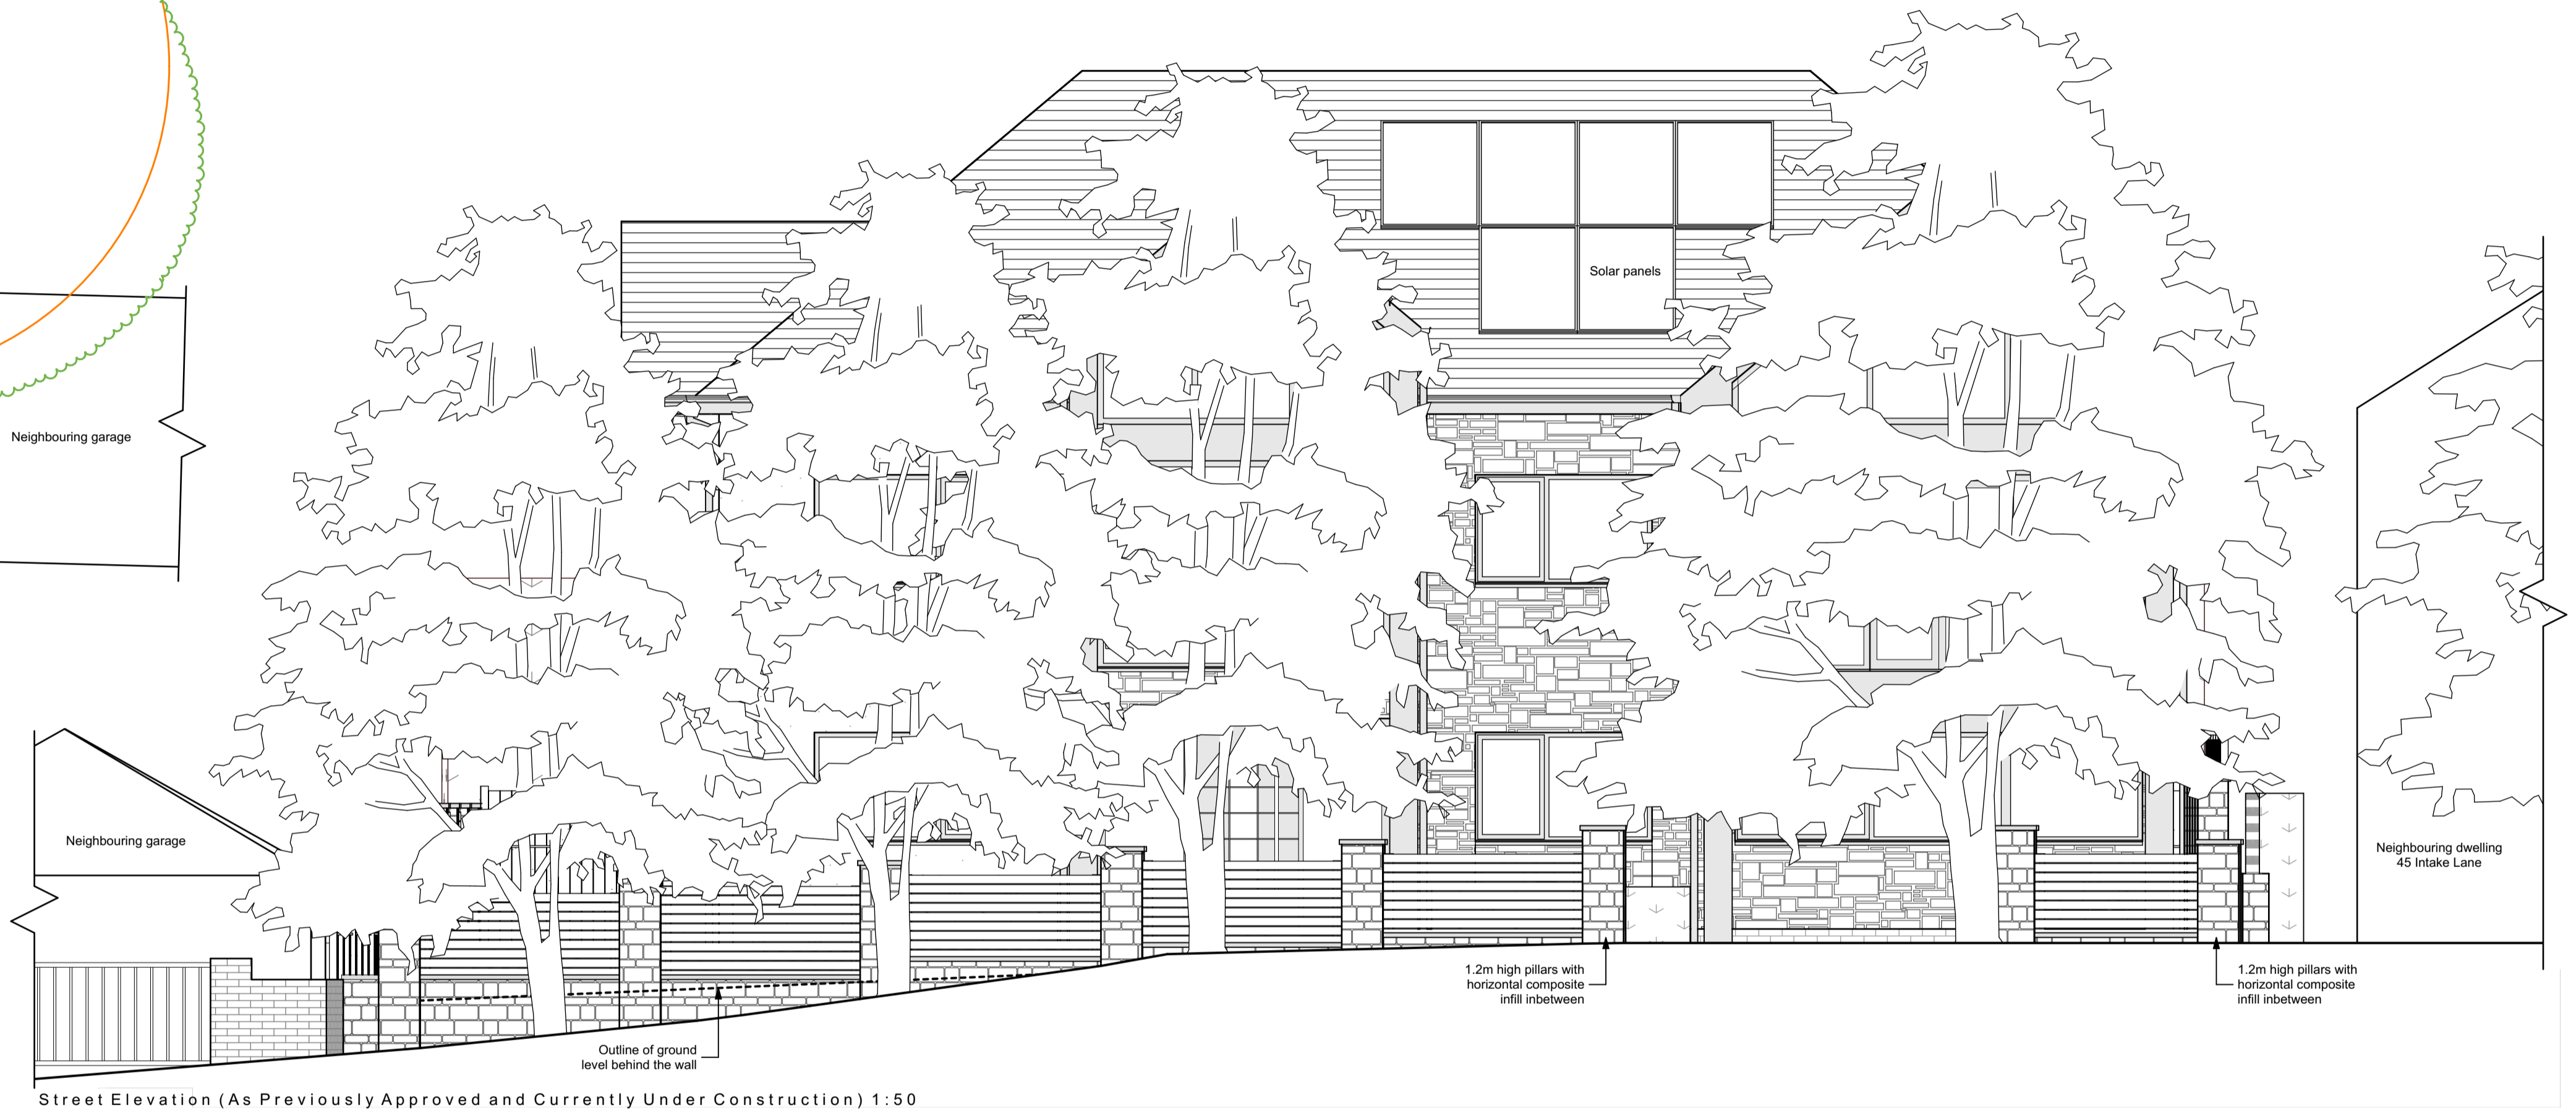 Solar panels
Neighbouring garage
Neighbouring garage
Neighbouring dwelling
45 Intake Lane
1.2m high pillars with
horizontal composite
infill inbetween
1.2m high pillars with
horizontal composite
infill inbetween
Outline of ground
level behind the wall
Street Elevation (As Previously Approved and Currently Under Construction) 1:50